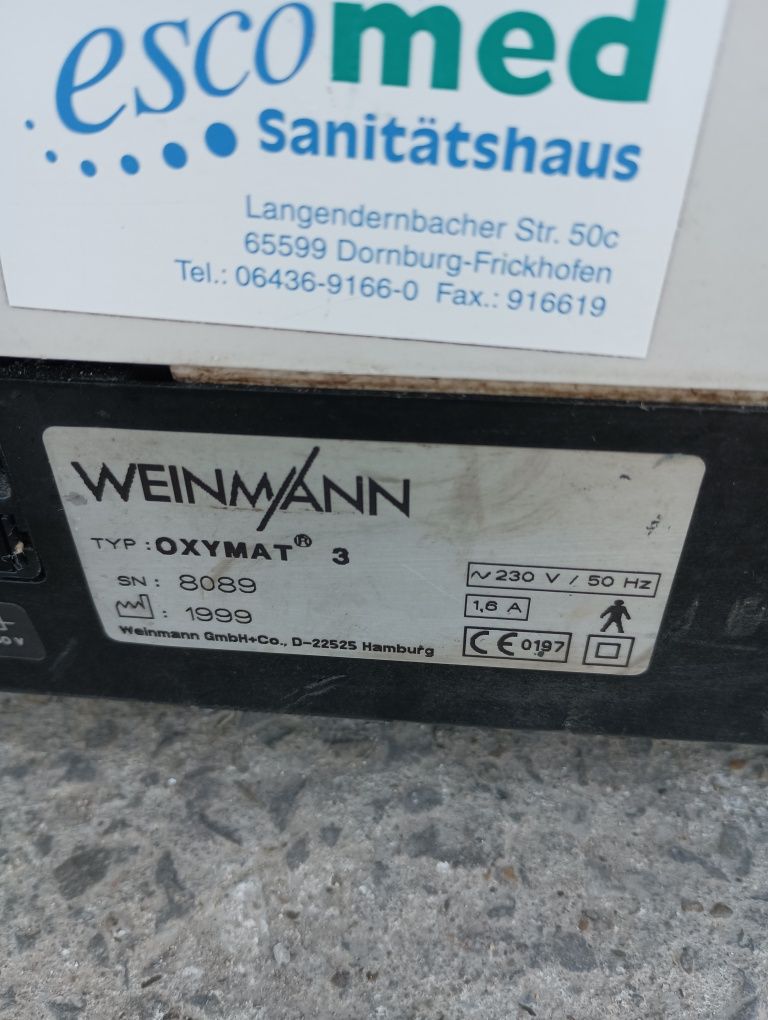 escomed
Sanitätshaus
Langendernbacher Str. 50c
65599 Dornburg-Frickhofen
Tel.: 06436-9166-0 Fax.: 916619
WEINMANN
TYP : OXYMAT® 3
SN : 8089
: 1999
Weinmann GmbH+Co., D-22525 Hamburg
~ 230 V / 50 Hz
1,6 A
CE 0197